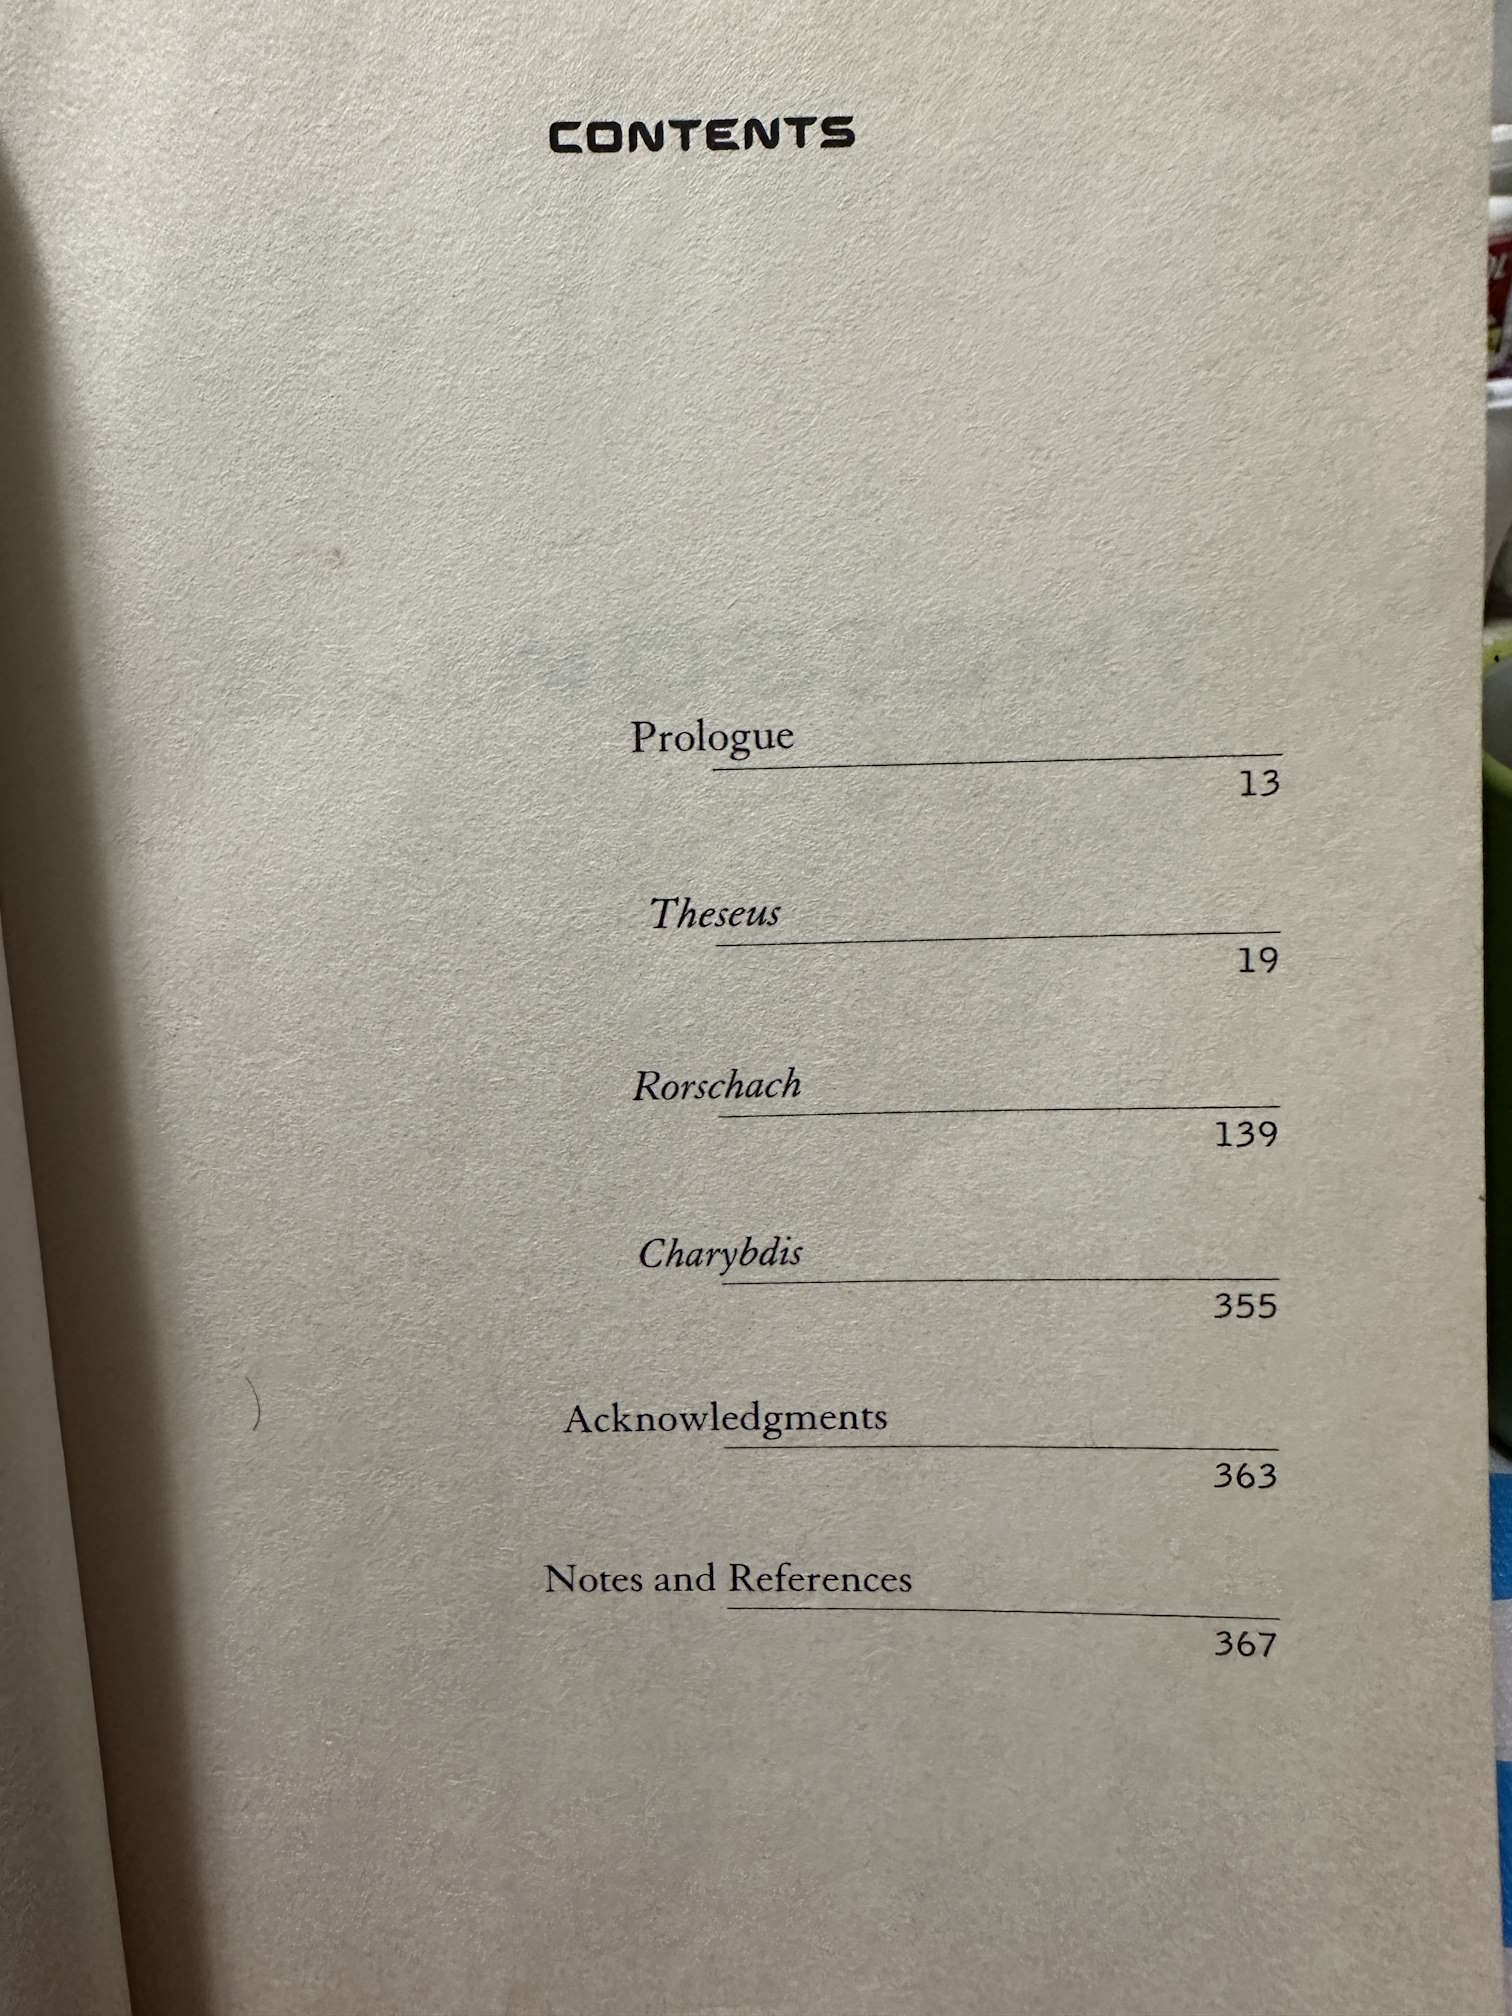 CONTENTS
Prologue
13
Theseus
19
Rorschach
139
Charybdis
355
Acknowledgments
363
Notes and References
367